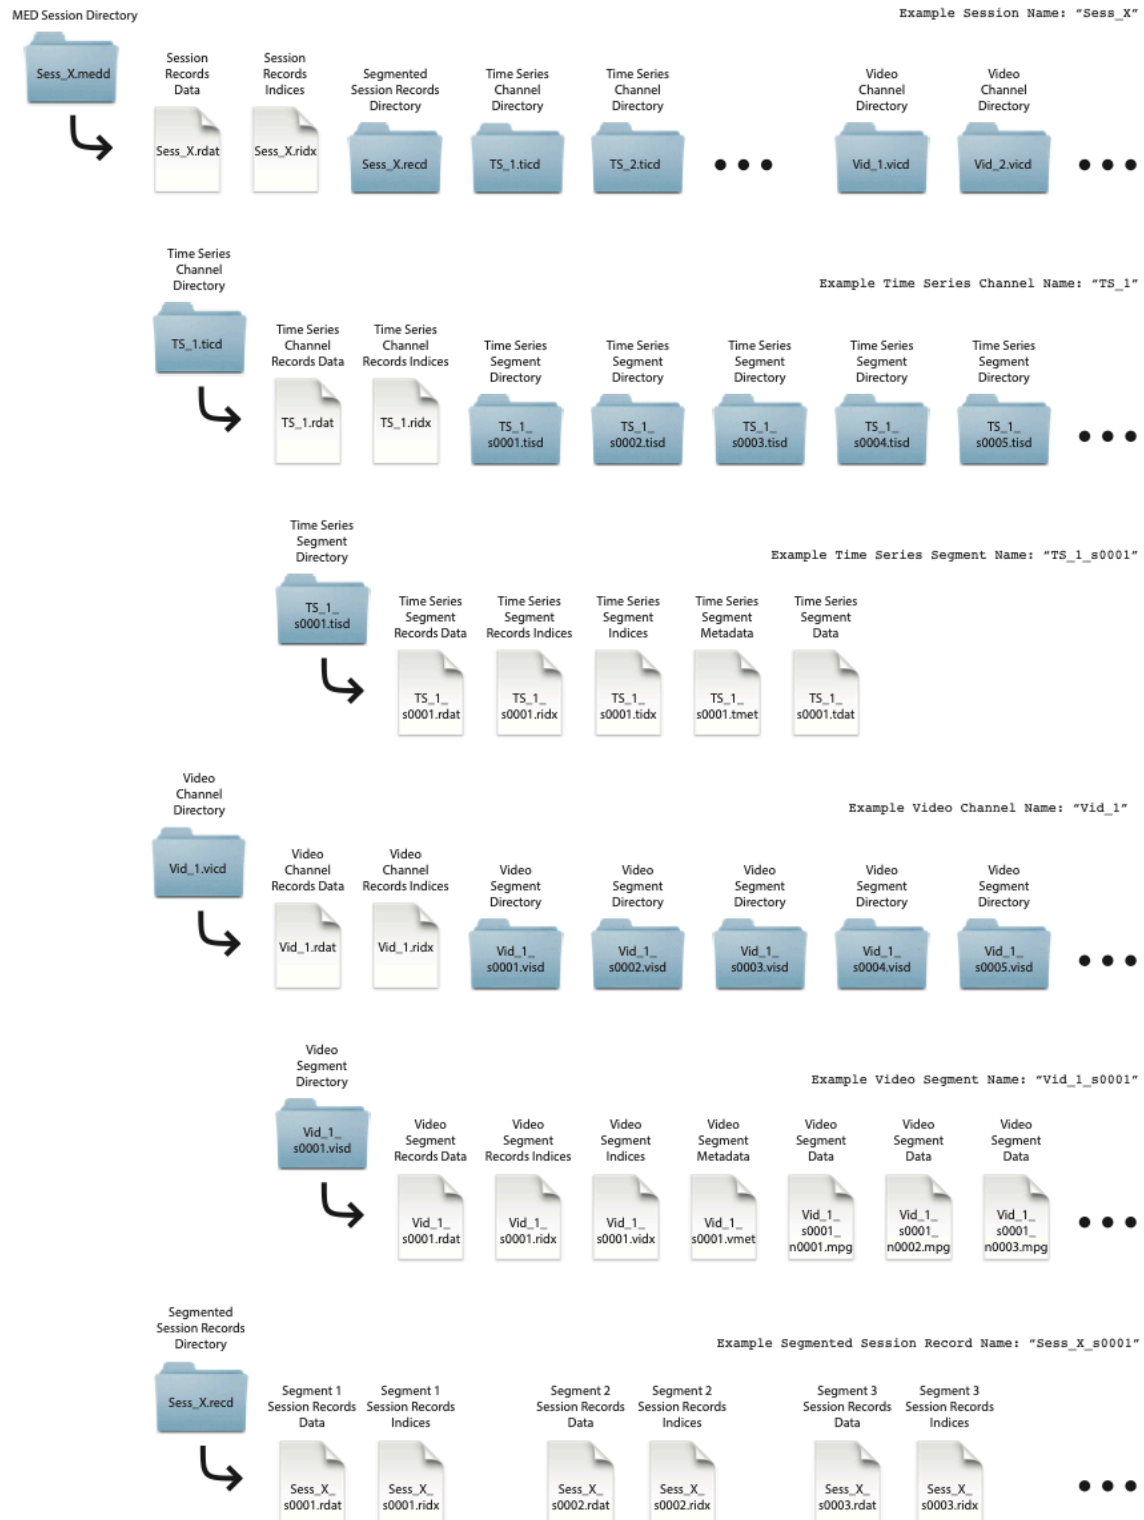 MED Session Directory
Example Session Name: "Sess_X"
Sess_X.medd
Session
Records
Data
Session
Records
Indices
Segmented
Session Records
Directory
Time Series
Channel
Directory
Time Series
Channel
Directory
Video
Channel
Directory
Video
Channel
Directory
Sess_X.rdat
Sess_X.ridx
Sess_X.recd
TS_1.ticd
TS_2.ticd
Vid_1.vicd
Vid_2.vicd
Time Series
Channel
Directory
Example Time Series Channel Name: "TS_1"
TS_1.ticd
Time Series
Channel
Records Data
Time Series
Channel
Records Indices
Time Series
Segment
Directory
Time Series
Segment
Directory
Time Series
Segment
Directory
Time Series
Segment
Directory
Time Series
Segment
Directory
TS_1.rdat
TS_1.ridx
TS_1_
s0001.tisd
TS_1_
s0002.tisd
TS_1_
s0003.tisd
TS_1_
s0004.tisd
TS_1_
s0005.tisd
Time Series
Segment
Directory
Example Time Series Segment Name: "TS_1_s0001"
TS_1_
s0001.tisd
Time Series
Segment
Records Data
Time Series
Segment
Records Indices
Time Series
Segment
Indices
Time Series
Segment
Metadata
Time Series
Segment
Data
TS_1_
s0001.rdat
TS_1_
s0001.ridx
TS_1_
s0001.tidx
TS_1_
s0001.tmet
TS_1_
s0001.tdat
Video
Channel
Directory
Example Video Channel Name: "Vid_1"
Vid_1.vicd
Video
Channel
Records Data
Video
Channel
Records Indices
Video
Segment
Directory
Video
Segment
Directory
Video
Segment
Directory
Video
Segment
Directory
Video
Segment
Directory
Vid_1.rdat
Vid_1.ridx
Vid_1_
s0001.visd
Vid_1_
s0002.visd
Vid_1_
s0003.visd
Vid_1_
s0004.visd
Vid_1_
s0005.visd
Video
Segment
Directory
Example Video Segment Name: "Vid_1_s0001"
Vid_1_
s0001.visd
Video
Segment
Records Data
Video
Segment
Records Indices
Video
Segment
Indices
Video
Segment
Metadata
Video
Segment
Data
Video
Segment
Data
Video
Segment
Data
Vid_1_
s0001.rdat
Vid_1_
s0001.ridx
Vid_1_
s0001.vidx
Vid_1_
s0001.vmet
Vid_1_
s0001_
n0001.mpg
Vid_1_
s0001_
n0002.mpg
Vid_1_
s0001_
n0003.mpg
Segmented
Session Records
Directory
Example Segmented Session Record Name: "Sess_X_s0001"
Sess_X.recd
Segment 1
Session Records
Data
Segment 1
Session Records
Indices
Segment 2
Session Records
Data
Segment 2
Session Records
Indices
Segment 3
Session Records
Data
Segment 3
Session Records
Indices
Sess_X_
s0001.rdat
Sess_X_
s0001.ridx
Sess_X_
s0002.rdat
Sess_X_
s0002.ridx
Sess_X_
s0003.rdat
Sess_X_
s0003.ridx